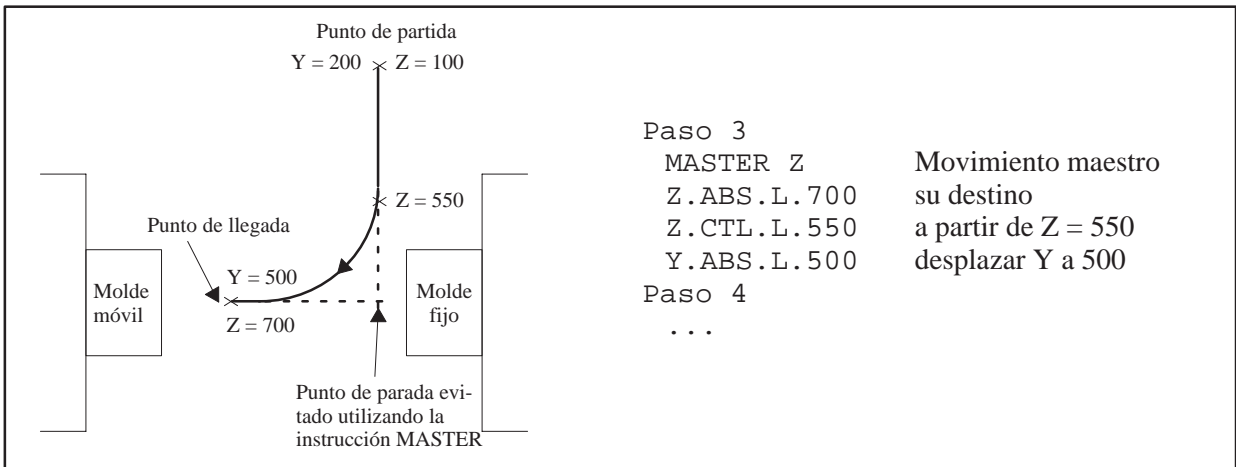 Punto de partida
Y = 200
Z = 100
Z = 550
Punto de llegada
Y = 500
Z = 700
Molde
móvil
Molde
fijo
Punto de parada evi-
tado utilizando la
instrucción MASTER
Paso 3
MASTER Z Movimiento maestro
Z.ABS.L.700 su destino
Z.CTL.L.550 a partir de Z = 550
Y.ABS.L.500 desplazar Y a 500
Paso 4
...